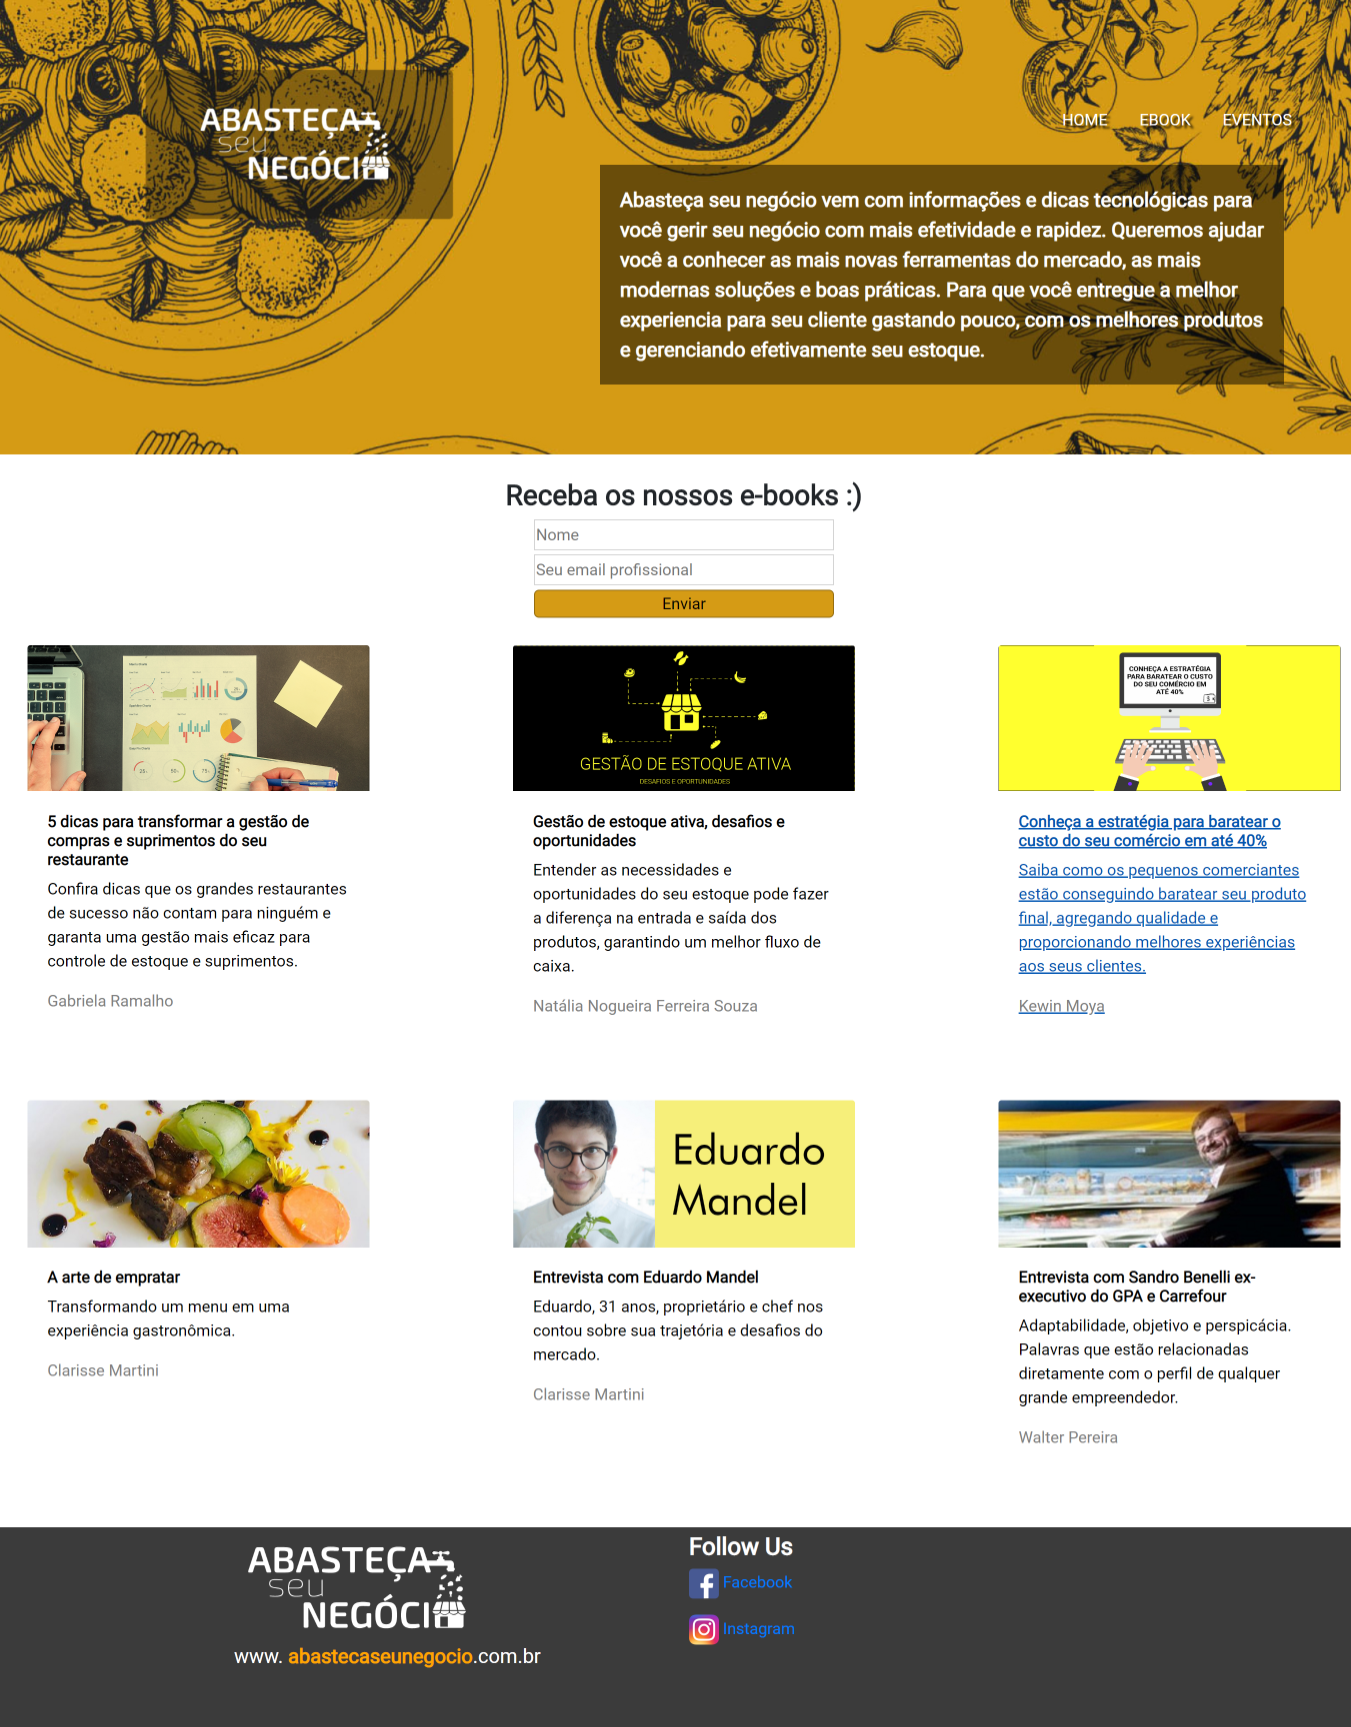 ABASTEÇA
seu
NEGÓCIO
HOME EBOOK EVENTOS
Abasteça seu negócio vem com informações e dicas tecnológicas para
você gerir seu negócio com mais efetividade e rapidez. Queremos ajudar
você a conhecer as mais novas ferramentas do mercado, as mais
modernas soluções e boas práticas. Para que você entregue a melhor
experiencia para seu cliente gastando pouco, com os melhores produtos
e gerenciando efetivamente seu estoque.
Receba os nossos e-books :)
Nome
Seu email profissional
Enviar
25%
50%
75%
5 dicas para transformar a gestão de
compras e suprimentos do seu
restaurante
Confira dicas que os grandes restaurantes
de sucesso não contam para ninguém e
garanta uma gestão mais eficaz para
controle de estoque e suprimentos.
Gabriela Ramalho
GESTÃO DE ESTOQUE ATIVA
DESAFIOS E OPORTUNIDADES
Gestão de estoque ativa, desafios e
oportunidades
Entender as necessidades e
oportunidades do seu estoque pode fazer
a diferença na entrada e saída dos
produtos, garantindo um melhor fluxo de
caixa.
Natália Nogueira Ferreira Souza
CONHEÇA A ESTRATÉGIA
PARA BARATEAR O CUSTO
DO SEU COMÉRCIO EM
ATÉ 40%
$
Conheça a estratégia para baratear o
custo do seu comércio em até 40%
Saiba como os pequenos comerciantes
estão conseguindo baratear seu produto
final, agregando qualidade e
proporcionando melhores experiências
aos seus clientes.
Kewin Moya
A arte de empratar
Transformando um menu em uma
experiência gastronômica.
Clarisse Martini
Eduardo
Mandel
Entrevista com Eduardo Mandel
Eduardo, 31 anos, proprietário e chef nos
contou sobre sua trajetória e desafios do
mercado.
Clarisse Martini
Entrevista com Sandro Benelli ex-
executivo do GPA e Carrefour
Adaptabilidade, objetivo e perspicácia.
Palavras que estão relacionadas
diretamente com o perfil de qualquer
grande empreendedor.
Walter Pereira
ABASTEÇA
seu
NEGÓCIO
www. abastecaseunegocio.com.br
Follow Us
Facebook
Instagram